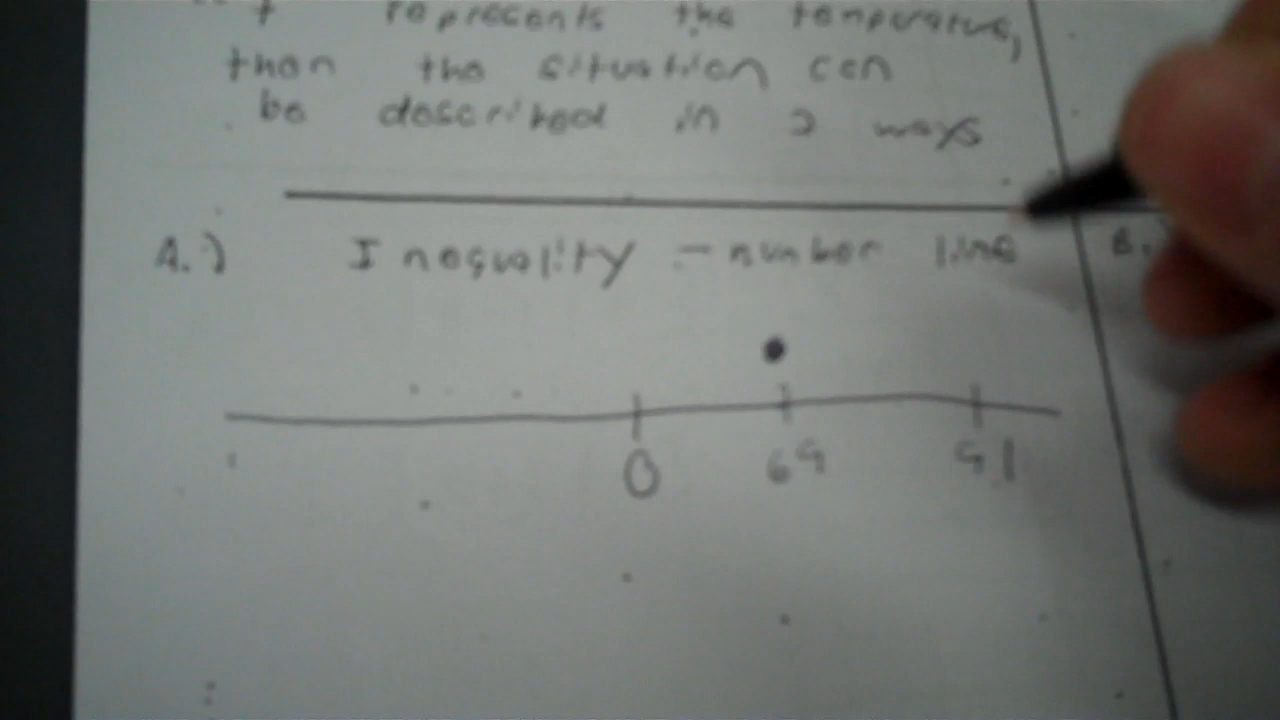 t represents the temperature,
than the situation can
be described in 2 ways
A.) Inequality - number line
B.
0 69 91